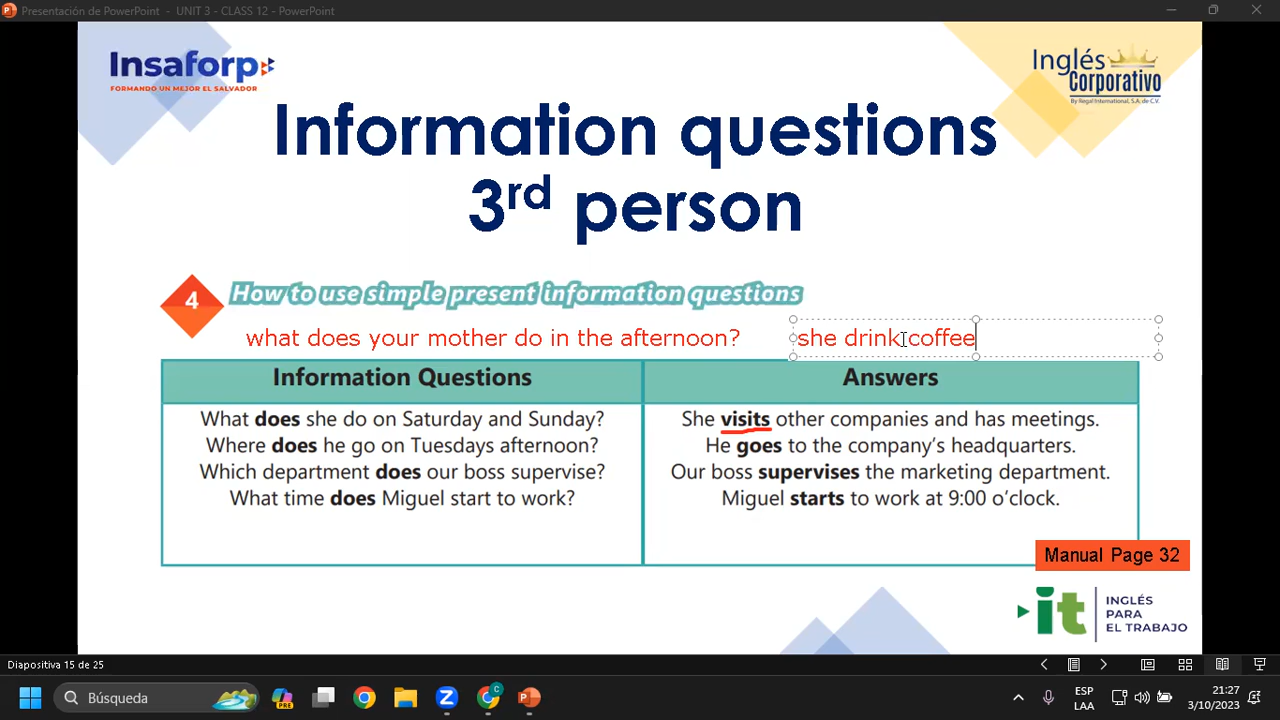 Presentación de PowerPoint - UNIT 3 - CLASS 12 - PowerPoint
Insaforp
FORMANDO UN MEJOR EL SALVADOR
Inglés
Corporativo
By Regal International, S.A. de C.V.
Information questions
3rd person
4
How to use simple present information questions
what does your mother do in the afternoon? she drink coffee
Information Questions
Answers
What does she do on Saturday and Sunday?
She visits other companies and has meetings.
Where does he go on Tuesdays afternoon?
He goes to the company's headquarters.
Which department does our boss supervise?
Our boss supervises the marketing department.
What time does Miguel start to work?
Miguel starts to work at 9:00 o'clock.
Manual Page 32
it
INGLÉS
PARA
EL TRABAJO
Diapositiva 15 de 25
Búsqueda
PRE
C
ESP
LAA
21:27
3/10/2023